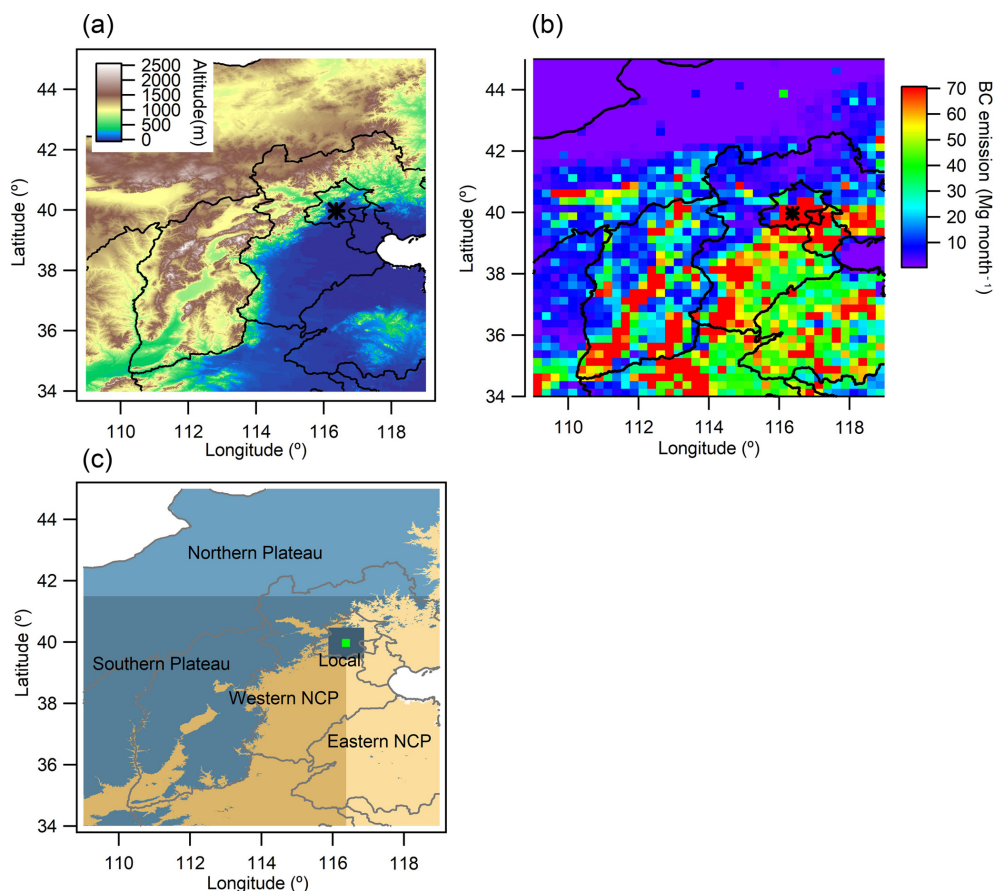 (a)
2500
2000
1500
1000
500
0
Altitude(m)
44
42
40
38
36
34
Latitude (º)
110 112 114 116 118
Longitude (º)
(b)
44
42
40
38
36
34
Latitude (º)
110 112 114 116 118
Longitude (º)
70
60
50
40
30
20
10
BC emission (Mg month⁻¹)
(c)
44
42
40
38
36
34
Latitude (º)
Northern Plateau
Southern Plateau
Local
Western NCP
Eastern NCP
110 112 114 116 118
Longitude (º)